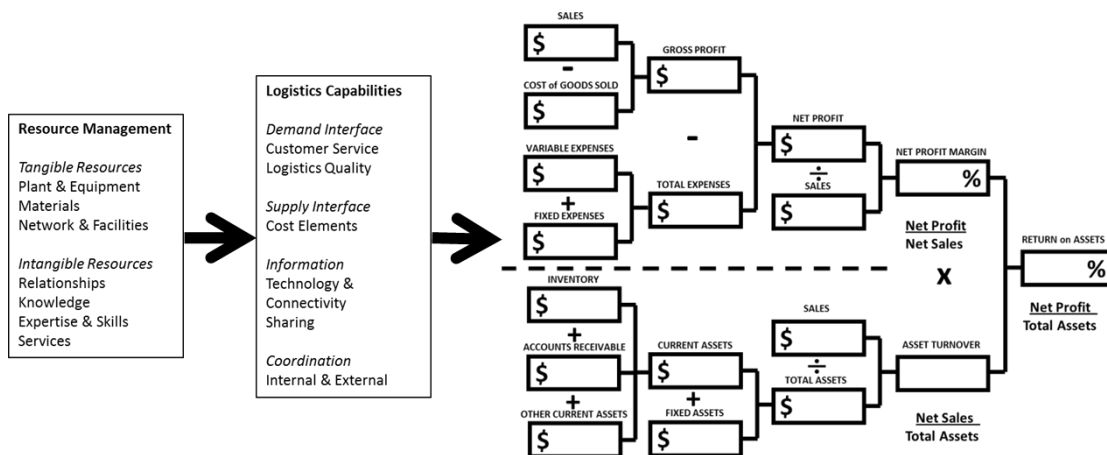 Resource Management
Tangible Resources
Plant & Equipment
Materials
Network & Facilities
Intangible Resources
Relationships
Knowledge
Expertise & Skills
Services
Logistics Capabilities
Demand Interface
Customer Service
Logistics Quality
Supply Interface
Cost Elements
Information
Technology &
Connectivity
Sharing
Coordination
Internal & External
SALES
$
-
COST of GOODS SOLD
$
GROSS PROFIT
$
-
VARIABLE EXPENSES
$
+
FIXED EXPENSES
$
TOTAL EXPENSES
$
NET PROFIT
$
÷
SALES
$
NET PROFIT MARGIN
%
Net Profit
Net Sales
X
INVENTORY
$
+
ACCOUNTS RECEIVABLE
$
+
OTHER CURRENT ASSETS
$
CURRENT ASSETS
$
+
FIXED ASSETS
$
SALES
$
÷
TOTAL ASSETS
$
ASSET TURNOVER
Net Sales
Total Assets
RETURN on ASSETS
%
Net Profit
Total Assets